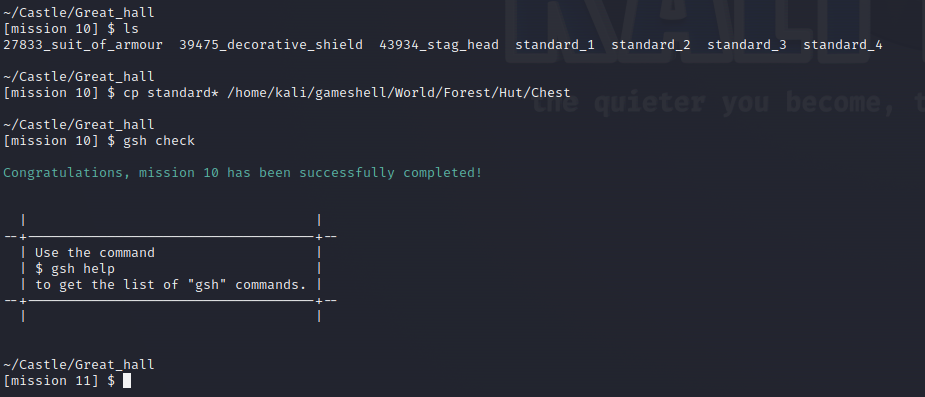 ~/Castle/Great_hall
[mission 10] $ ls
27833_suit_of_armour  39475_decorative_shield  43934_stag_head  standard_1  standard_2  standard_3  standard_4
~/Castle/Great_hall
[mission 10] $ cp standard* /home/kali/gameshell/World/Forest/Hut/Chest
the quieter you become, t
~/Castle/Great_hall
[mission 10] $ gsh check
Congratulations, mission 10 has been successfully completed!
Use the command
$ gsh help
to get the list of "gsh" commands.
~/Castle/Great_hall
[mission 11] $